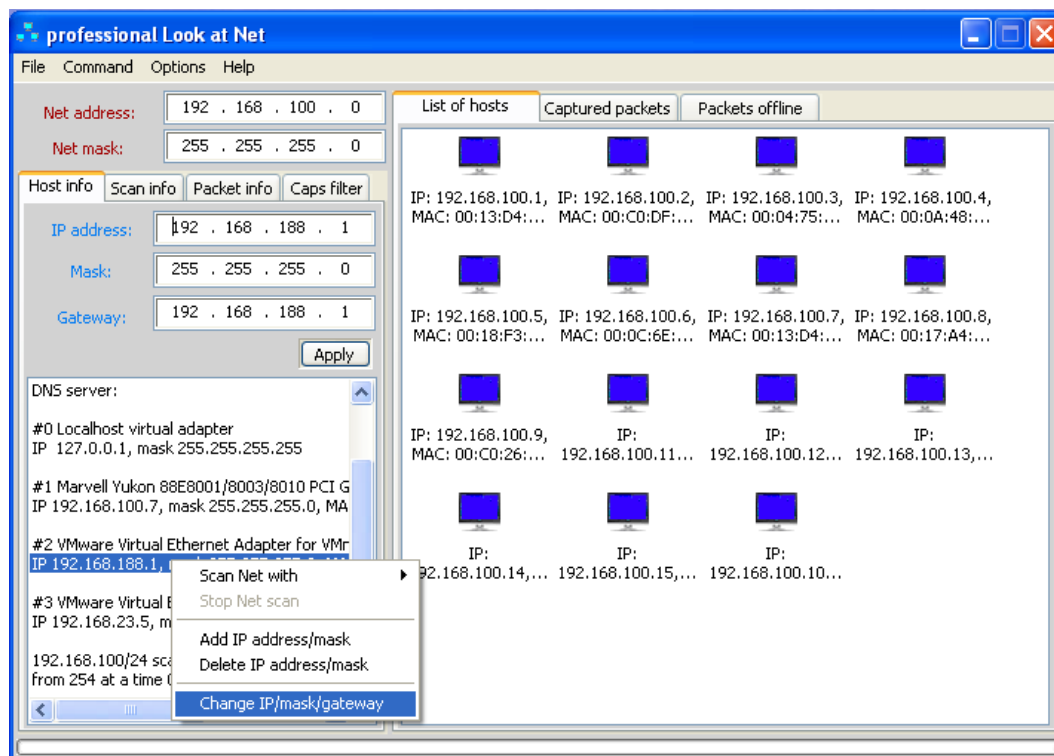 professional Look at Net
File Command Options Help
Net address: 192 . 168 . 100 . 0
Net mask: 255 . 255 . 255 . 0
Host info Scan info Packet info Caps filter
IP address: 192 . 168 . 188 . 1
Mask: 255 . 255 . 255 . 0
Gateway: 192 . 168 . 188 . 1
Apply
DNS server:
#0 Localhost virtual adapter
IP 127.0.0.1, mask 255.255.255.255
#1 Marvell Yukon 88E8001/8003/8010 PCI G
IP 192.168.100.7, mask 255.255.255.0, MA
#2 VMware Virtual Ethernet Adapter for VMr
IP 192.168.188.1,
#3 VMware Virtual
IP 192.168.23.5, m
192.168.100/24
from 254 at a time
Scan Net with
Stop Net scan
Add IP address/mask
Delete IP address/mask
Change IP/mask/gateway
List of hosts Captured packets Packets offline
IP: 192.168.100.1, IP: 192.168.100.2, IP: 192.168.100.3, IP: 192.168.100.4,
MAC: 00:13:D4:... MAC: 00:C0:DF:... MAC: 00:04:75:... MAC: 00:0A:48:...
IP: 192.168.100.5, IP: 192.168.100.6, IP: 192.168.100.7, IP: 192.168.100.8,
MAC: 00:18:F3:... MAC: 00:0C:6E:... MAC: 00:13:D4:... MAC: 00:17:A4:...
IP: 192.168.100.9, IP: IP: IP:
MAC: 00:C0:26:... 192.168.100.11... 192.168.100.12... 192.168.100.13,...
IP: IP: IP:
92.168.100.14,... 192.168.100.15,... 192.168.100.10...